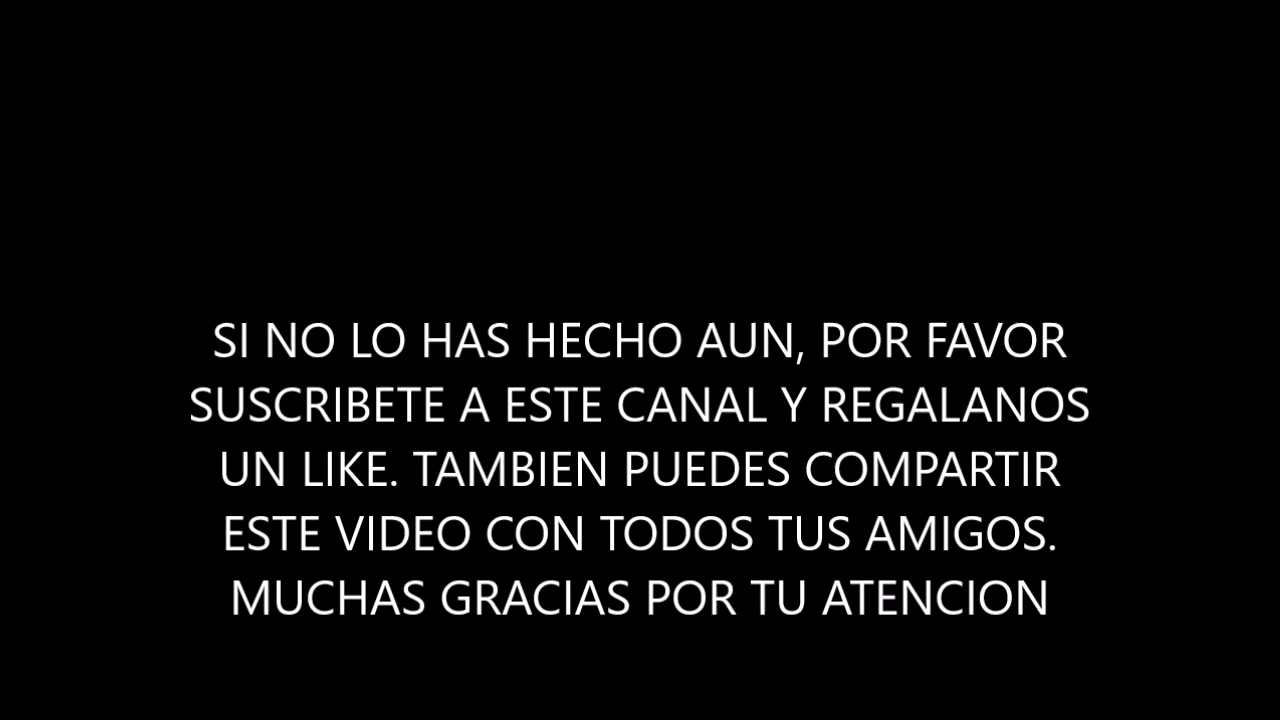 SI NO LO HAS HECHO AUN, POR FAVOR
SUSCRIBETE A ESTE CANAL Y REGALANOS
UN LIKE. TAMBIEN PUEDES COMPARTIR
ESTE VIDEO CON TODOS TUS AMIGOS.
MUCHAS GRACIAS POR TU ATENCION